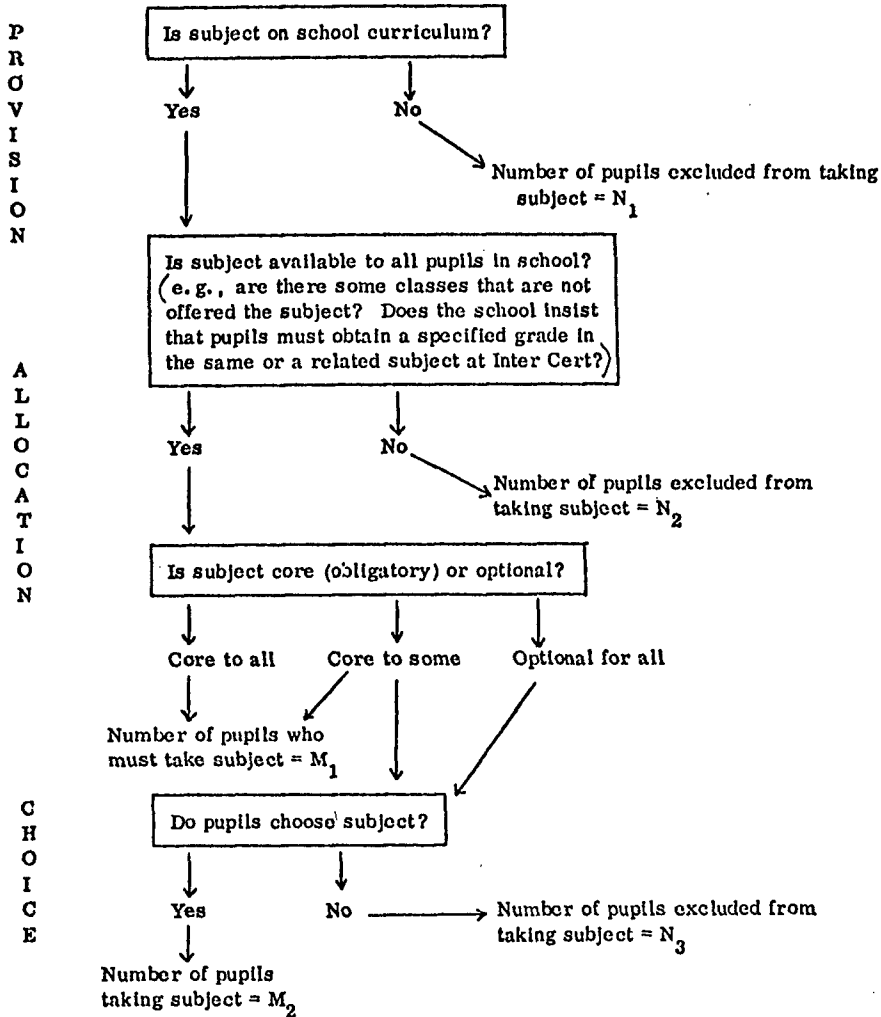 PROVISION
Is subject on school curriculum?
Yes
No
Number of pupils excluded from taking
subject = N1
ALLOCATION
Is subject available to all pupils in school?
(e.g., are there some classes that are not
offered the subject? Does the school insist
that pupils must obtain a specified grade in
the same or a related subject at Inter Cert?)
Yes
No
Number of pupils excluded from
taking subject = N2
Is subject core (obligatory) or optional?
Core to all
Core to some
Optional for all
Number of pupils who
must take subject = M1
CHOICE
Do pupils choose subject?
Yes
No
Number of pupils excluded from
taking subject = N3
Number of pupils
taking subject = M2